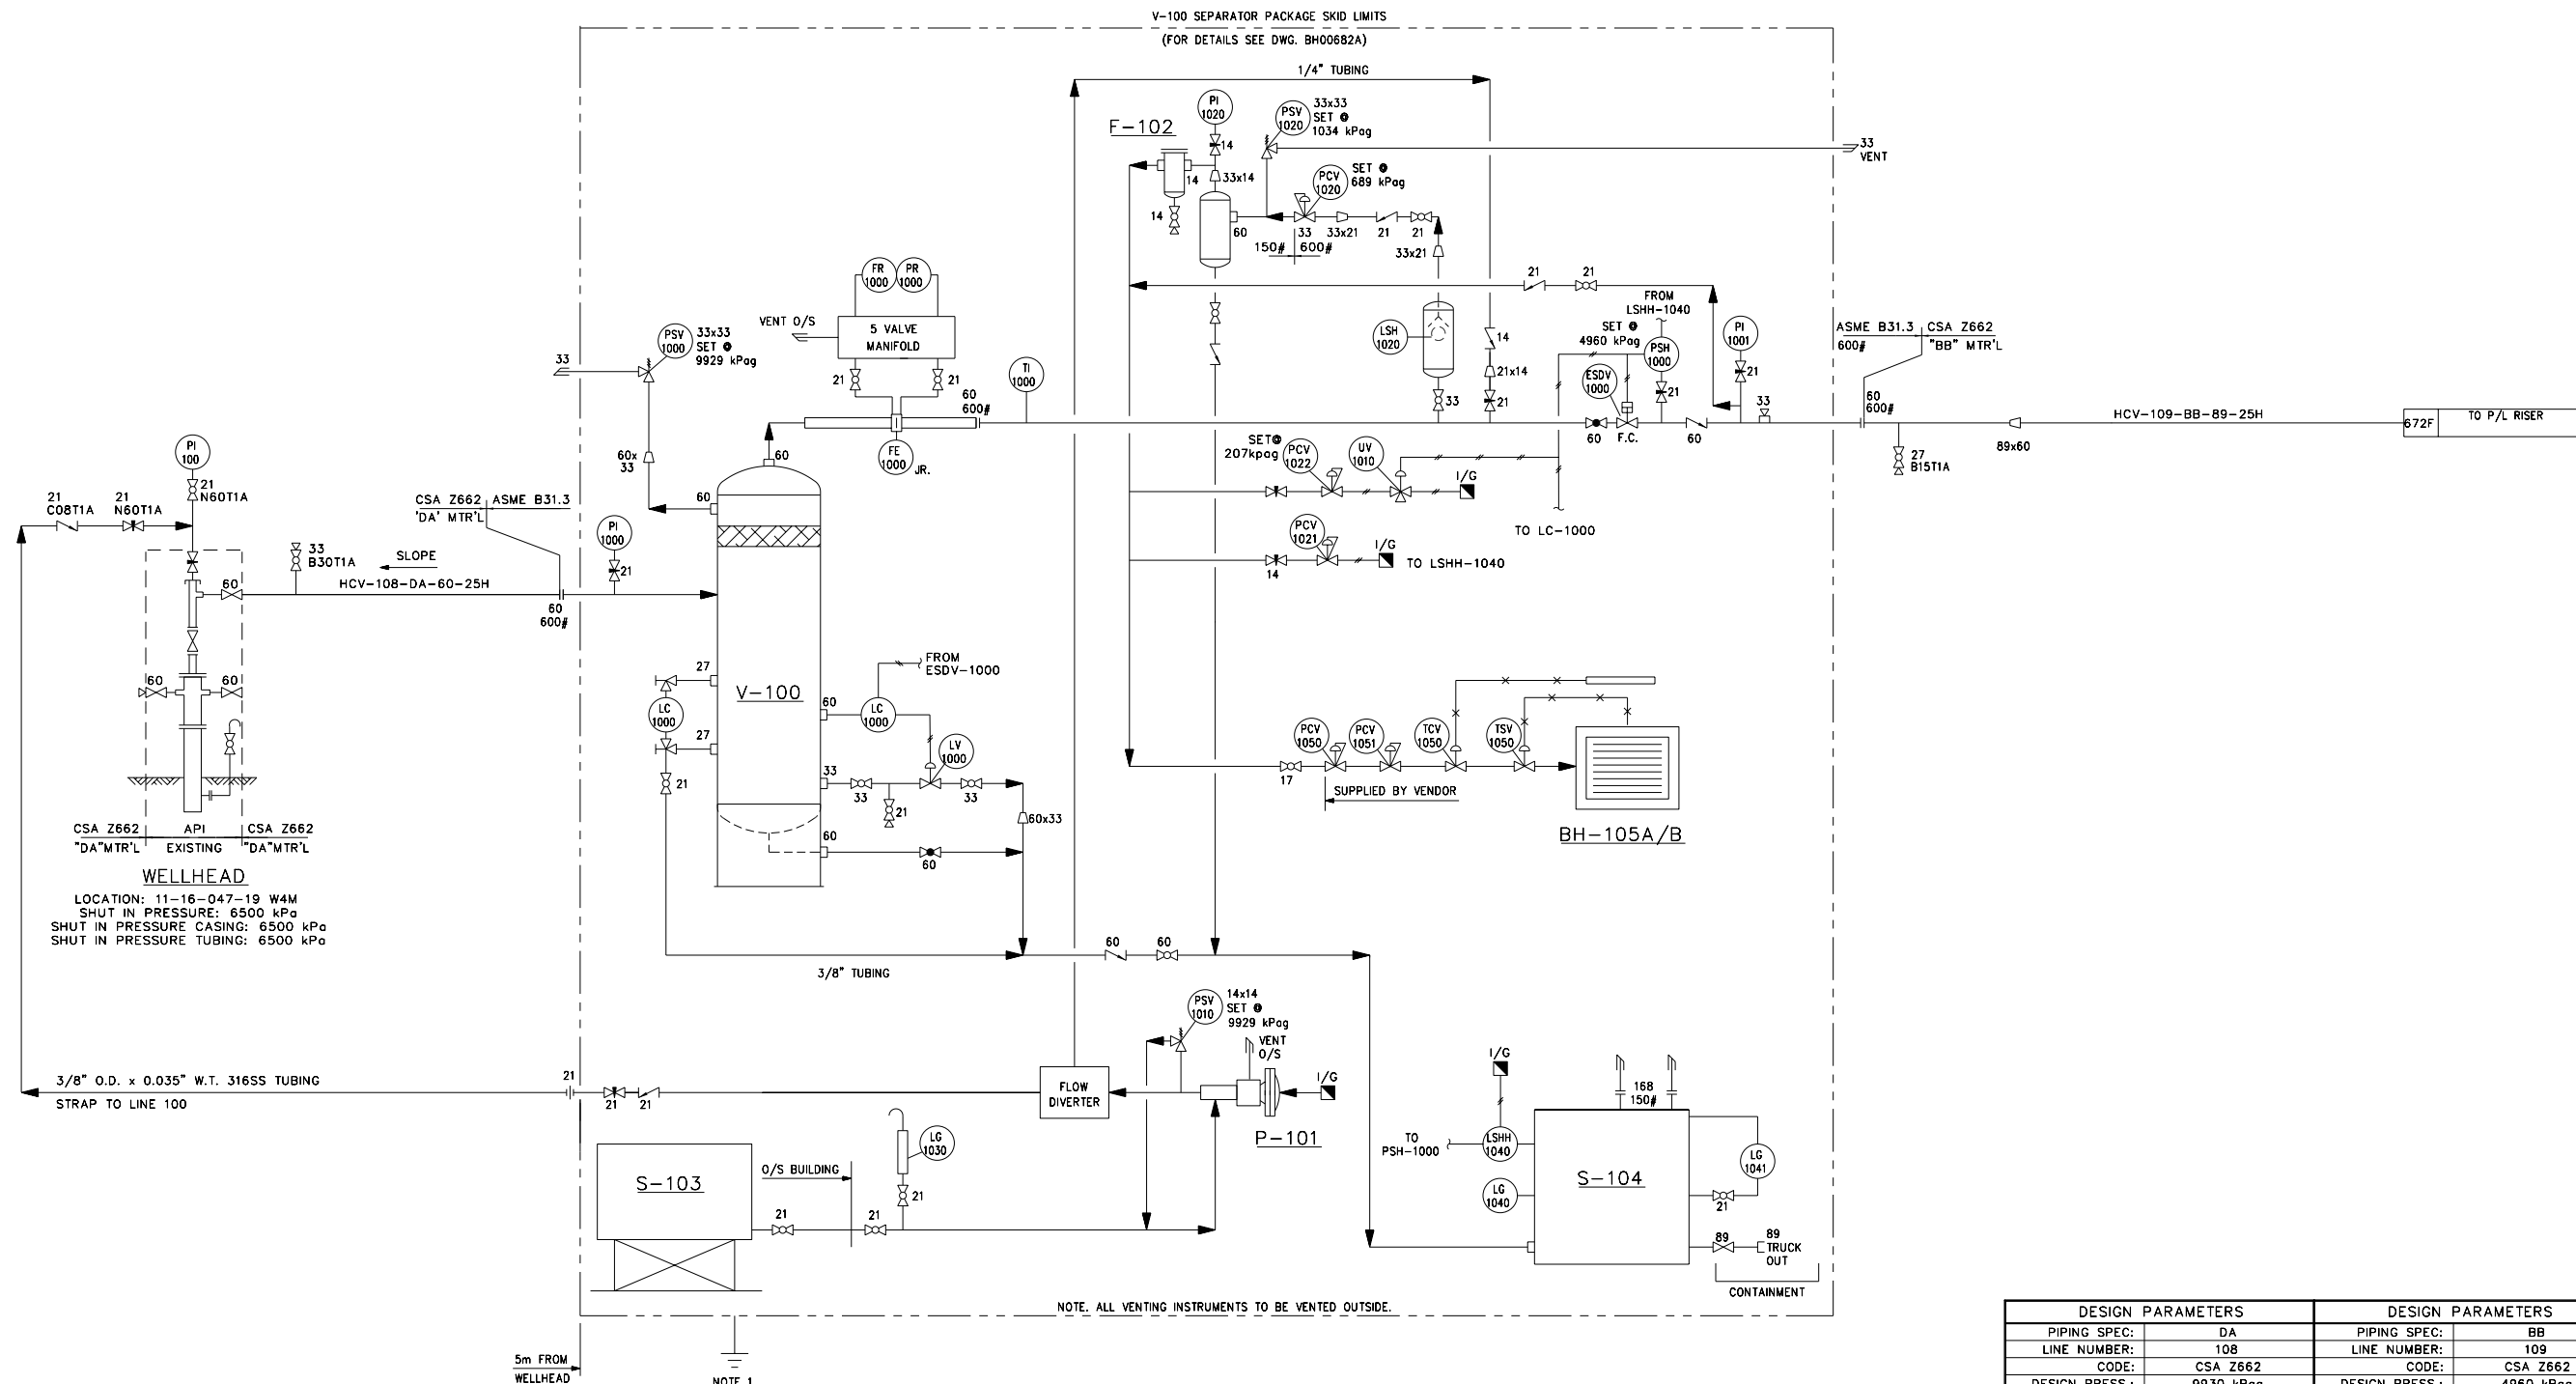 V-100 SEPARATOR PACKAGE SKID LIMITS
(FOR DETAILS SEE DWG. BH00682A)
1/4" TUBING
PI
1020
14
F-102
14
14
33x14
PSV
1020
33x33
SET @
1034 kPag
33
VENT
PCV
1020
SET @
689 kPag
60
33
33x21
21
21
150#
600#
33x21
21
21
FROM
LSHH-1040
SET @
4960 kPag
PSH
1000
21
ESDV
1000
F.C.
60
60
PI
1001
21
33
LSH
1020
33
14
21x14
21
FR
1000
PR
1000
VENT O/S
5 VALVE
MANIFOLD
21
21
FE
1000
JR.
60
600#
TI
1000
PSV
1000
33x33
SET @
9929 kPag
33
60x
33
60
60
ASME B31.3
CSA Z662
600#
"BB" MTR'L
60
600#
HCV-109-BB-89-25H
27
B15T1A
89x60
672F
TO P/L RISER
PI
100
21
N60T1A
21
C08T1A
21
N60T1A
CSA Z662
ASME B31.3
'DA' MTR'L
PI
1000
21
33
B30T1A
SLOPE
HCV-108-DA-60-25H
60
60
600#
60
60
CSA Z662
API
CSA Z662
"DA"MTR'L
EXISTING
"DA"MTR'L
WELLHEAD
LOCATION: 11-16-047-19 W4M
SHUT IN PRESSURE: 6500 kPa
SHUT IN PRESSURE CASING: 6500 kPa
SHUT IN PRESSURE TUBING: 6500 kPa
SET@
207kpag
PCV
1022
UV
1010
I/G
TO LC-1000
PCV
1021
I/G
14
TO LSHH-1040
V-100
27
LC
1000
27
21
60
LC
1000
FROM
ESDV-1000
LV
1000
33
33
33
21
60x33
60
60
PCV
1050
PCV
1051
TCV
1050
TSV
1050
17
SUPPLIED BY VENDOR
BH-105A/B
60
60
3/8" TUBING
PSV
1010
14x14
SET @
9929 kPag
VENT
O/S
I/G
P-101
FLOW
DIVERTER
3/8" O.D. x 0.035" W.T. 316SS TUBING
STRAP TO LINE 100
21
21
21
LG
1030
21
O/S BUILDING
21
21
S-103
I/G
168
150#
TO
PSH-1000
LSHH
1040
LG
1040
S-104
LG
1041
21
89
89
TRUCK
OUT
CONTAINMENT
NOTE. ALL VENTING INSTRUMENTS TO BE VENTED OUTSIDE.
5m FROM
WELLHEAD
NOTE 1
DESIGN PARAMETERS
DESIGN PARAMETERS
PIPING SPEC: DA
PIPING SPEC: BB
LINE NUMBER: 108
LINE NUMBER: 109
CODE: CSA Z662
CODE: CSA Z662
DESIGN PRESS.: 9930 kPag
DESIGN PRESS.: 4960 kPag